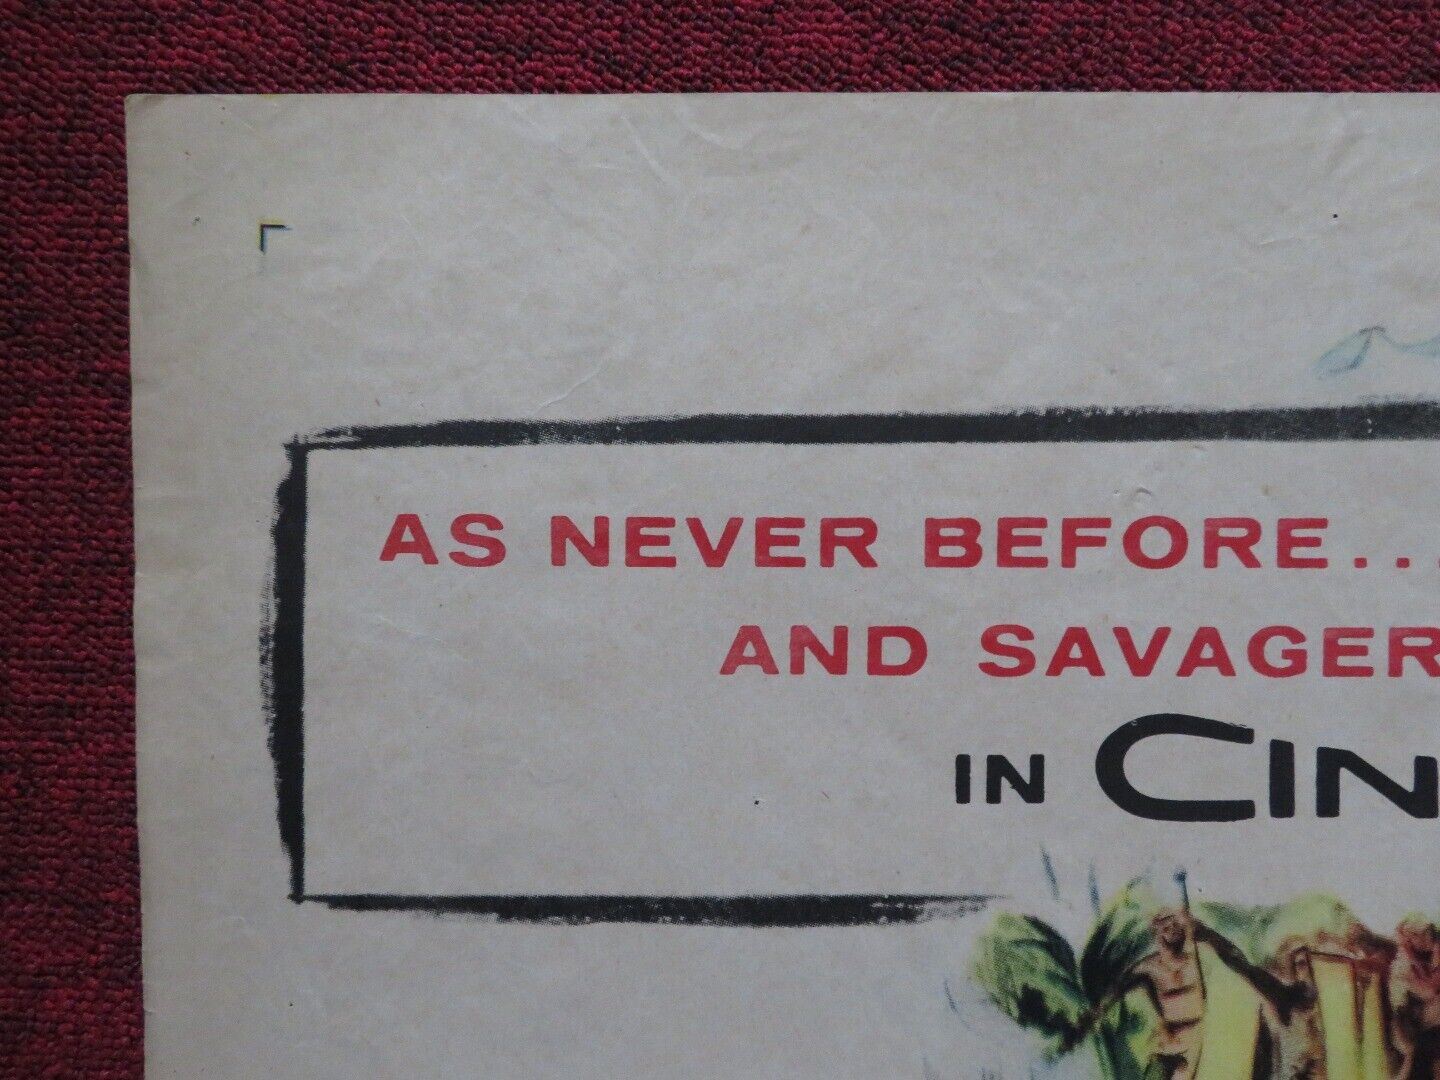 AS NEVER BEFORE...
AND SAVAGER
IN CIN